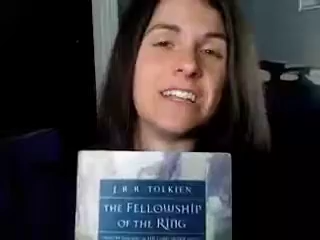 J. R. R. TOLKIEN
THE FELLOWSHIP
OF THE RING